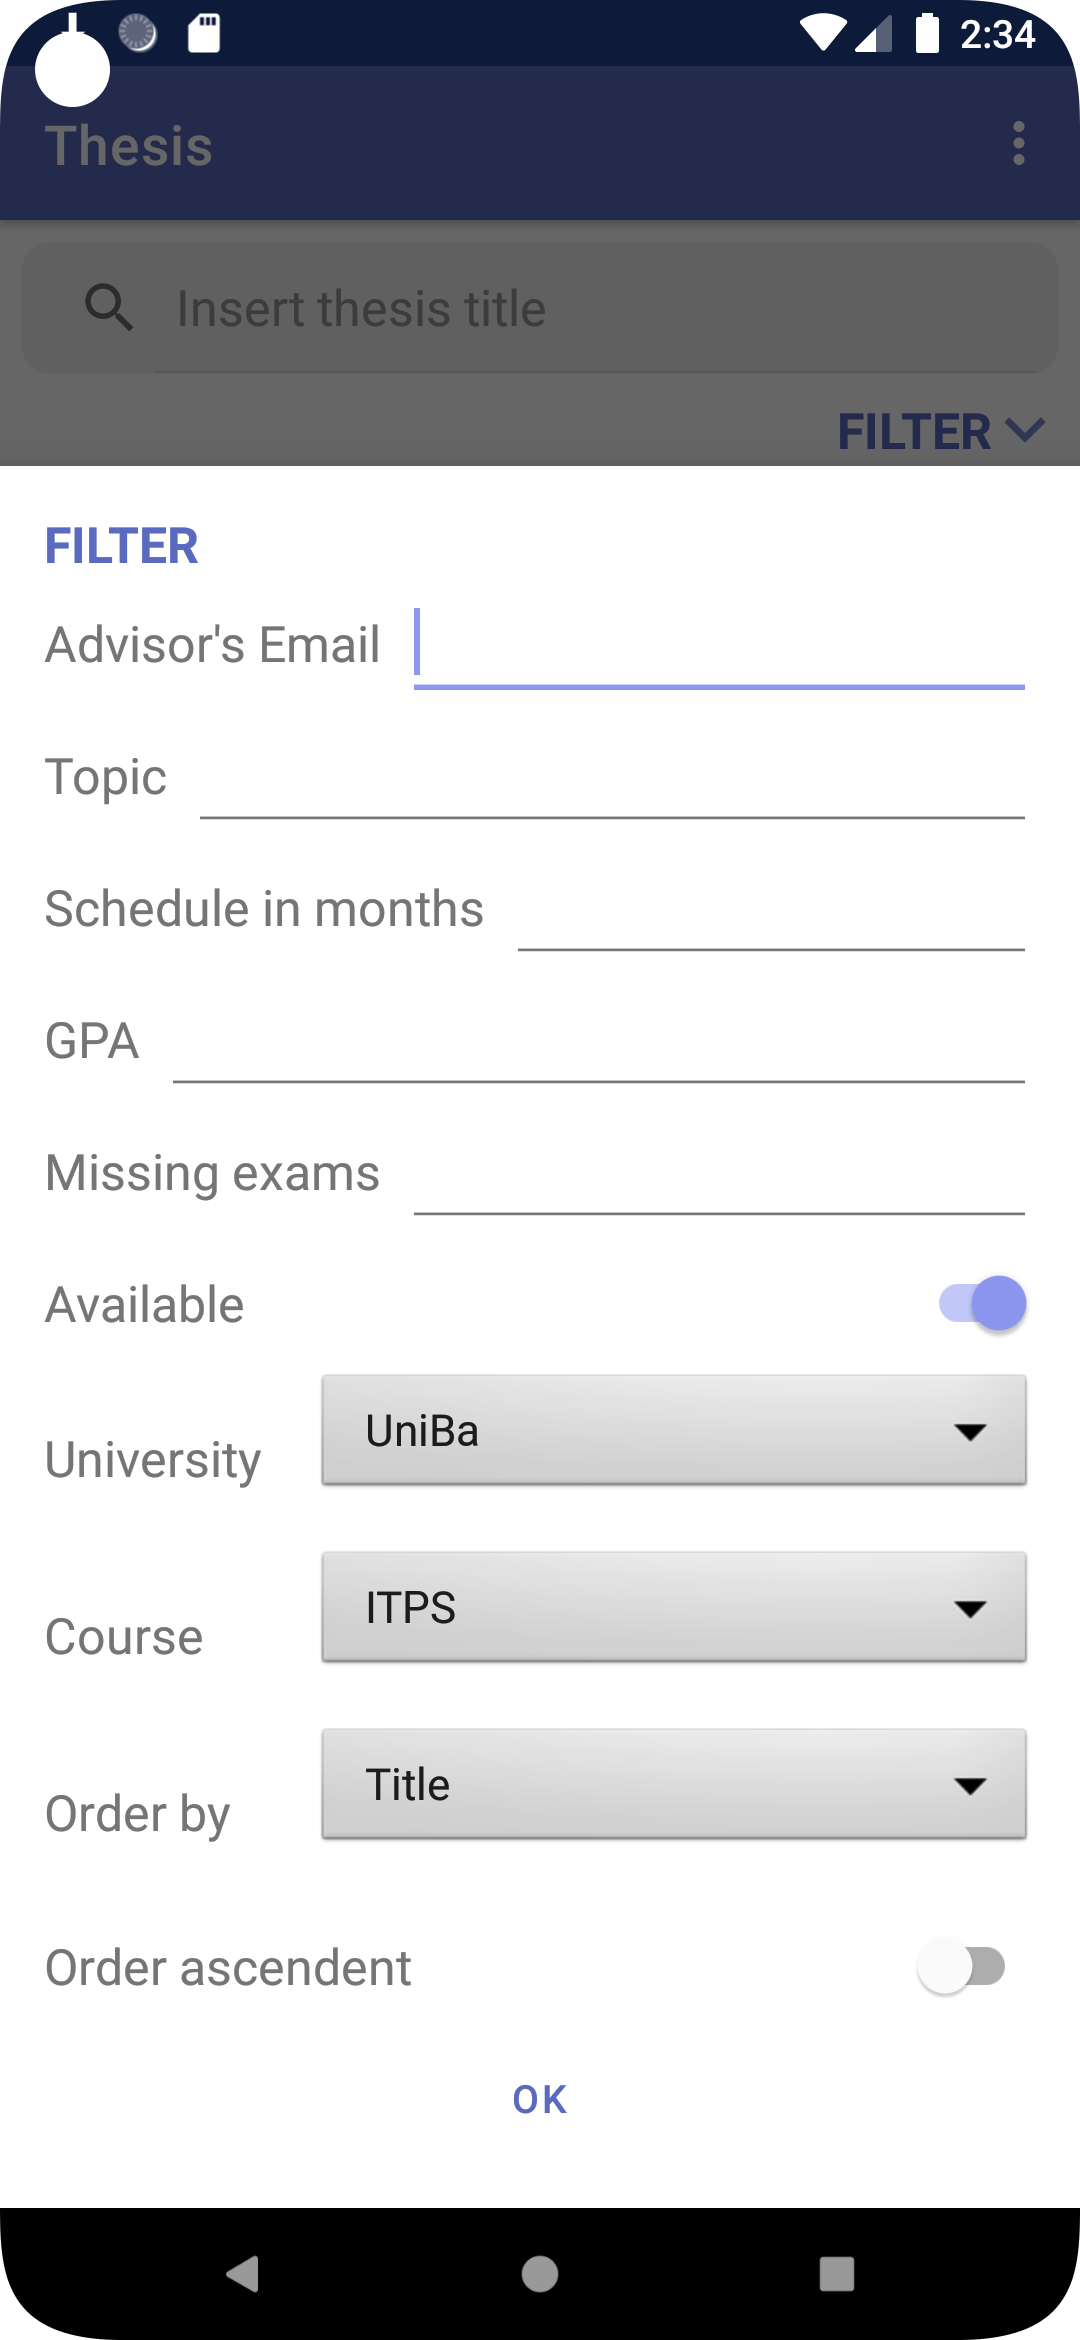 2:34
Thesis
Insert thesis title
FILTER
FILTER
Advisor's Email
Topic
Schedule in months
GPA
Missing exams
Available
University UniBa
Course ITPS
Order by Title
Order ascendent
OK